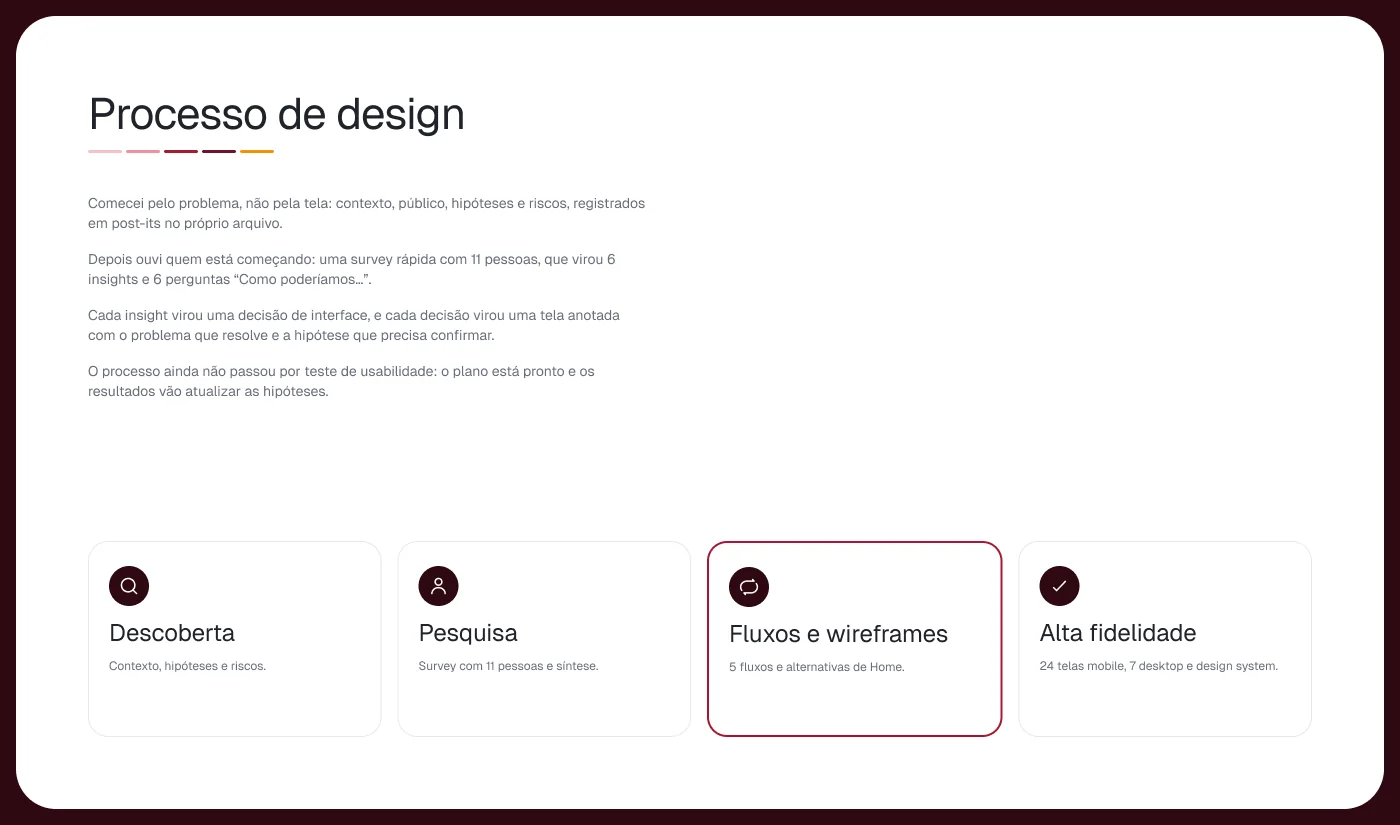 Processo de design
Comecei pelo problema, não pela tela: contexto, público, hipóteses e riscos, registrados
em post-its no próprio arquivo.
Depois ouvi quem está começando: uma survey rápida com 11 pessoas, que virou 6
insights e 6 perguntas “Como poderíamos…”.
Cada insight virou uma decisão de interface, e cada decisão virou uma tela anotada
com o problema que resolve e a hipótese que precisa confirmar.
O processo ainda não passou por teste de usabilidade: o plano está pronto e os
resultados vão atualizar as hipóteses.
Descoberta
Contexto, hipóteses e riscos.
Pesquisa
Survey com 11 pessoas e síntese.
Fluxos e wireframes
5 fluxos e alternativas de Home.
Alta fidelidade
24 telas mobile, 7 desktop e design system.